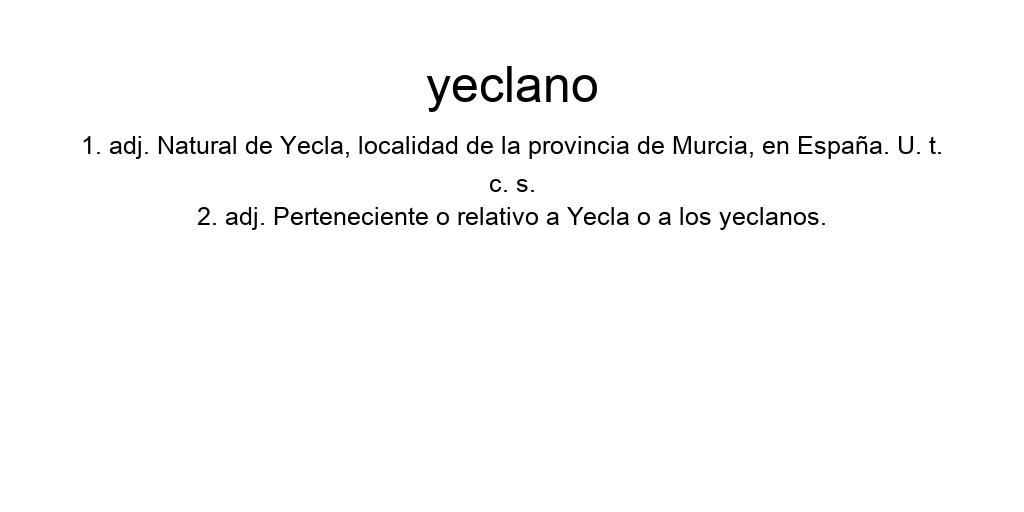 yeclano
1. adj. Natural de Yecla, localidad de la provincia de Murcia, en España. U. t.
c. s.
2. adj. Perteneciente o relativo a Yecla o a los yeclanos.